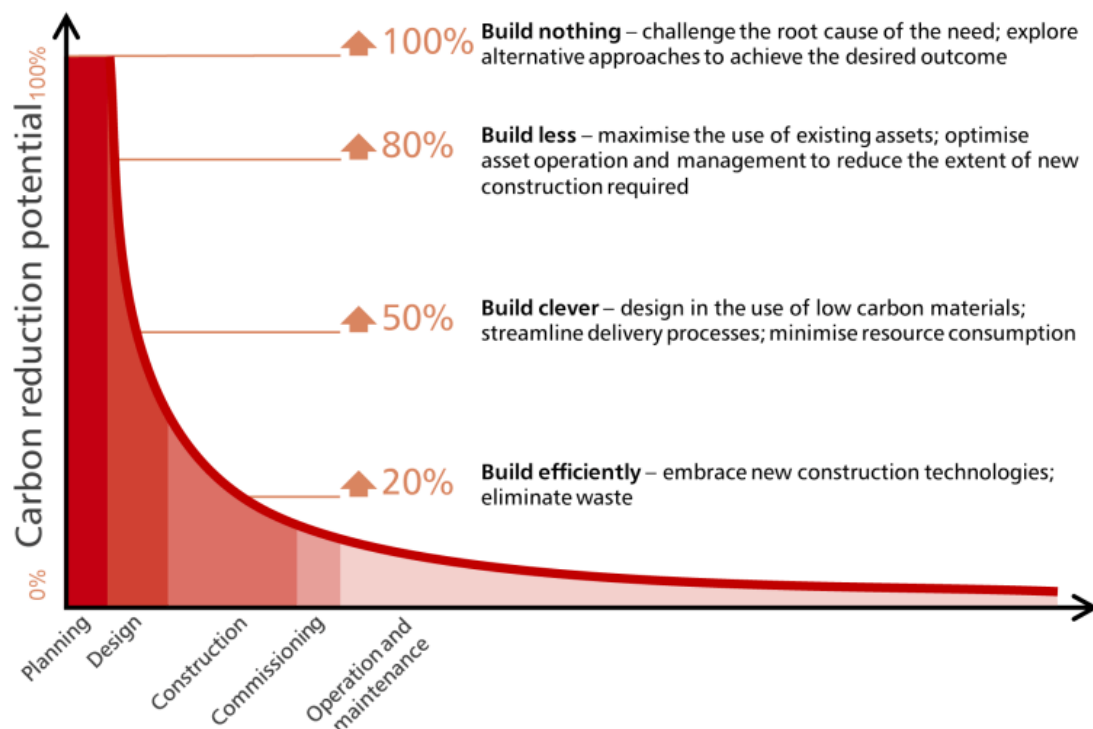 Carbon reduction potential
100%
0%
100%
Build nothing – challenge the root cause of the need; explore
alternative approaches to achieve the desired outcome
80%
Build less – maximise the use of existing assets; optimise
asset operation and management to reduce the extent of new
construction required
50%
Build clever – design in the use of low carbon materials;
streamline delivery processes; minimise resource consumption
20%
Build efficiently – embrace new construction technologies;
eliminate waste
Planning
Design
Construction
Commissioning
Operation and
maintenance